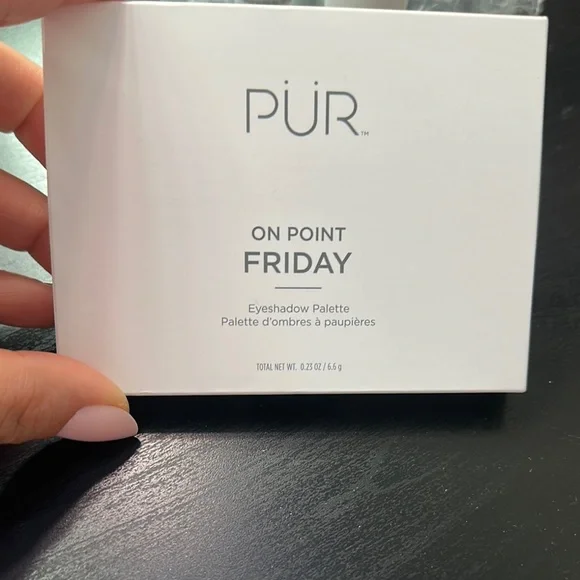 PÜR™
ON POINT
FRIDAY
Eyeshadow Palette
Palette d'ombres à paupières
TOTAL NET WT. 0.23 OZ / 6.6 g